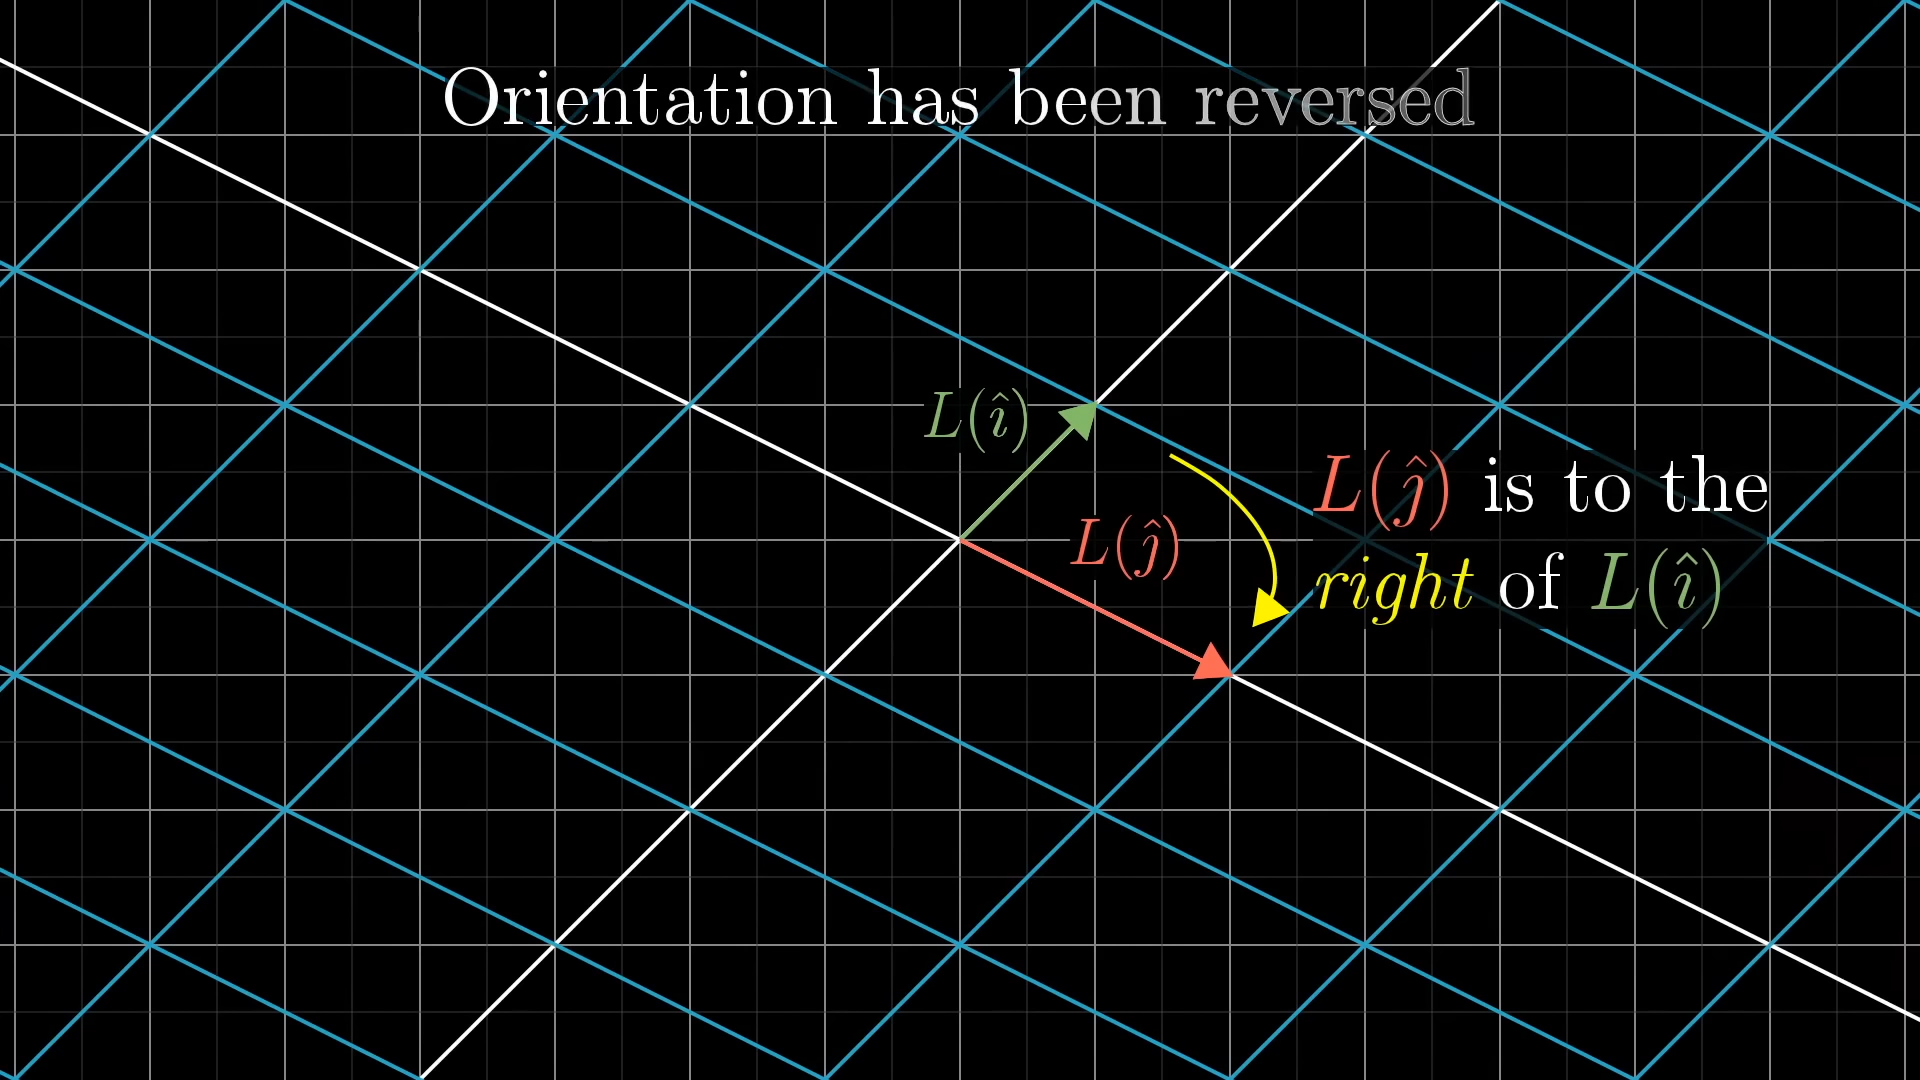 Orientation has been reversed
L(î)
L(ĵ) is to the
L(ĵ)
right of L(î)